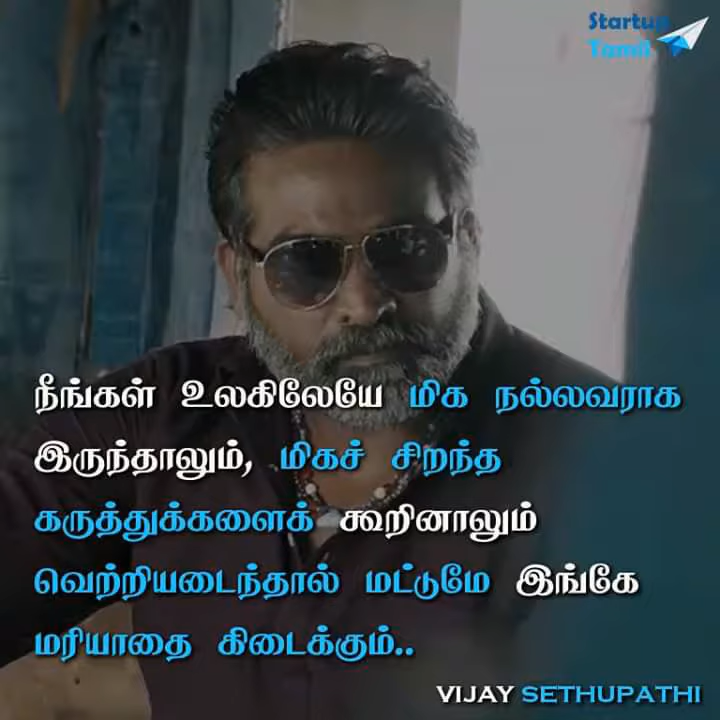 Startup
Tamil
நீங்கள் உலகிலேயே மிக நல்லவராக
இருந்தாலும், மிகச் சிறந்த
கருத்துக்களைக் கூறினாலும்
வெற்றியடைந்தால் மட்டுமே இங்கே
மரியாதை கிடைக்கும்..
VIJAY SETHUPATHI